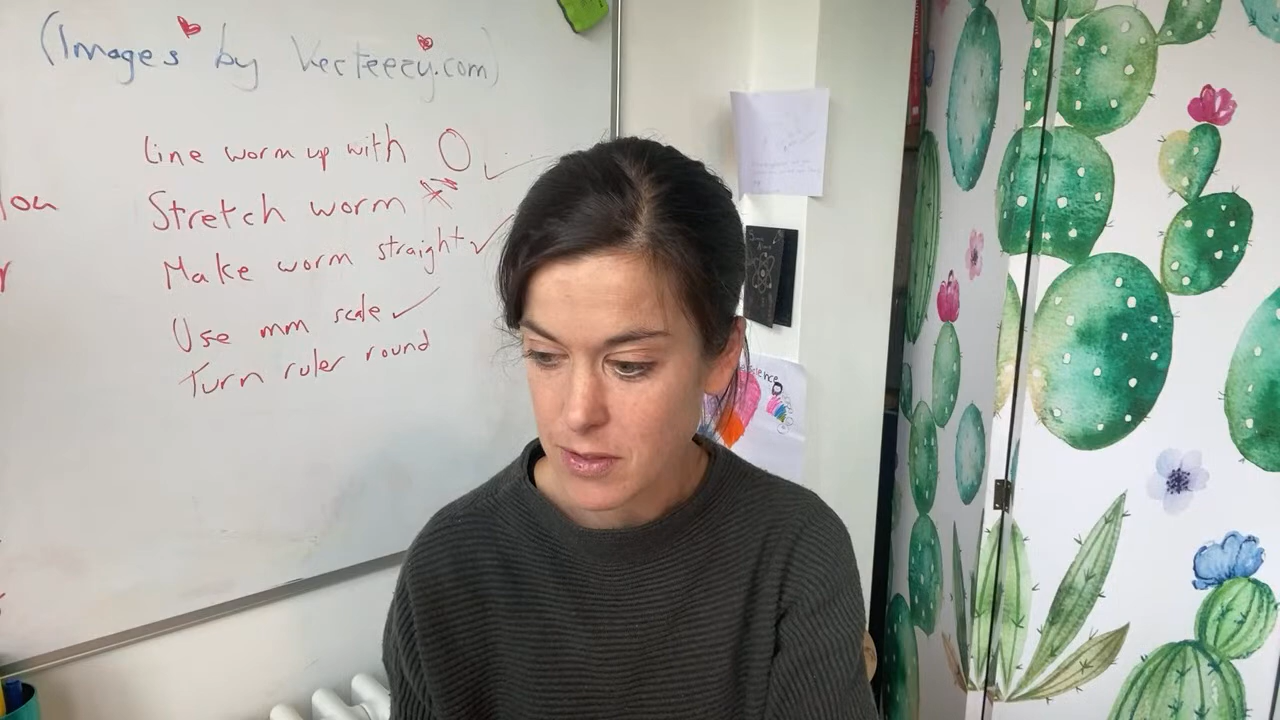 (Images by Vecteezy.com)
Line worm up with O
Stretch worm
Make worm straight
Use mm scale
Turn ruler round